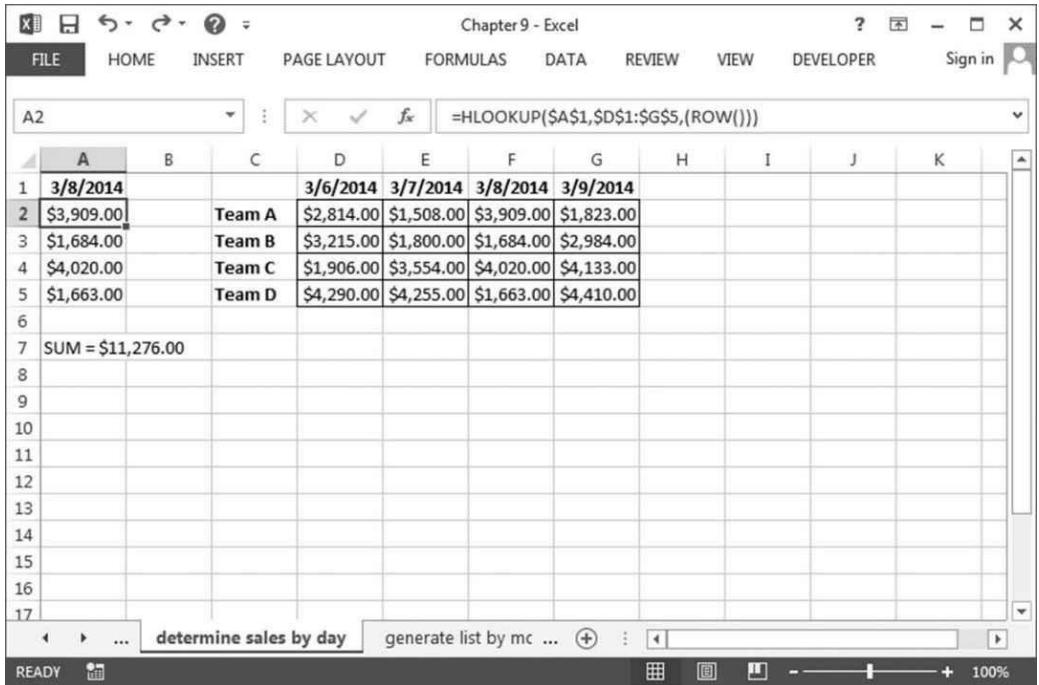 Chapter 9 - Excel
FILE HOME INSERT PAGE LAYOUT FORMULAS DATA REVIEW VIEW DEVELOPER Sign in
A2 fx =HLOOKUP($A$1,$D$1:$G$5,(ROW()))
A B C D E F G H I J K
1 3/8/2014 3/6/2014 3/7/2014 3/8/2014 3/9/2014
2 $3,909.00 Team A $2,814.00 $1,508.00 $3,909.00 $1,823.00
3 $1,684.00 Team B $3,215.00 $1,800.00 $1,684.00 $2,984.00
4 $4,020.00 Team C $1,906.00 $3,554.00 $4,020.00 $4,133.00
5 $1,663.00 Team D $4,290.00 $4,255.00 $1,663.00 $4,410.00
6
7 SUM = $11,276.00
8
9
10
11
12
13
14
15
16
17
... determine sales by day generate list by mc ...
READY 100%